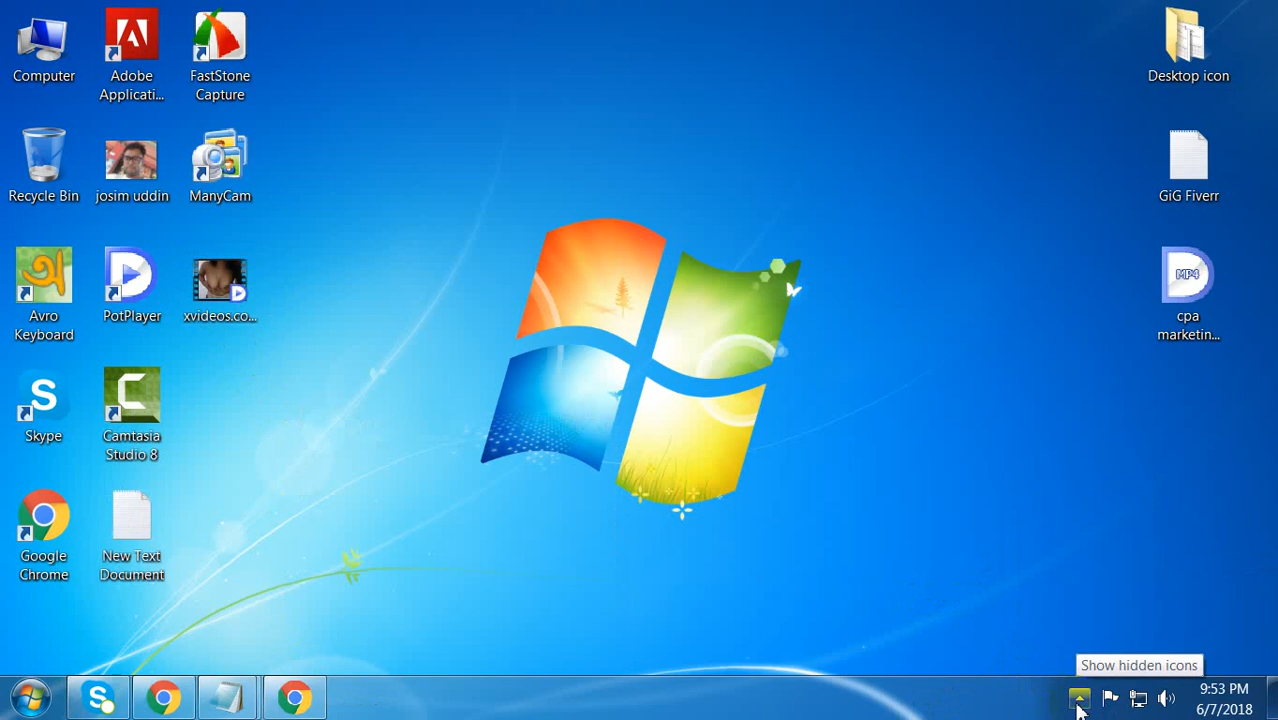 Computer
Adobe
Applicati...
FastStone
Capture
Desktop icon
Recycle Bin
josim uddin
ManyCam
GiG Fiverr
Avro
Keyboard
PotPlayer
xvideos.co...
MP4
cpa
marketin...
Skype
Camtasia
Studio 8
Google
Chrome
New Text
Document
Show hidden icons
9:53 PM
6/7/2018